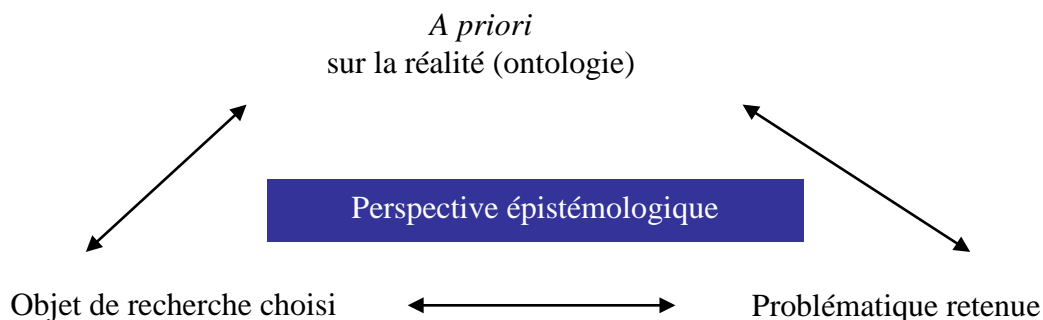 A priori
sur la réalité (ontologie)
Perspective épistémologique
Objet de recherche choisi
Problématique retenue